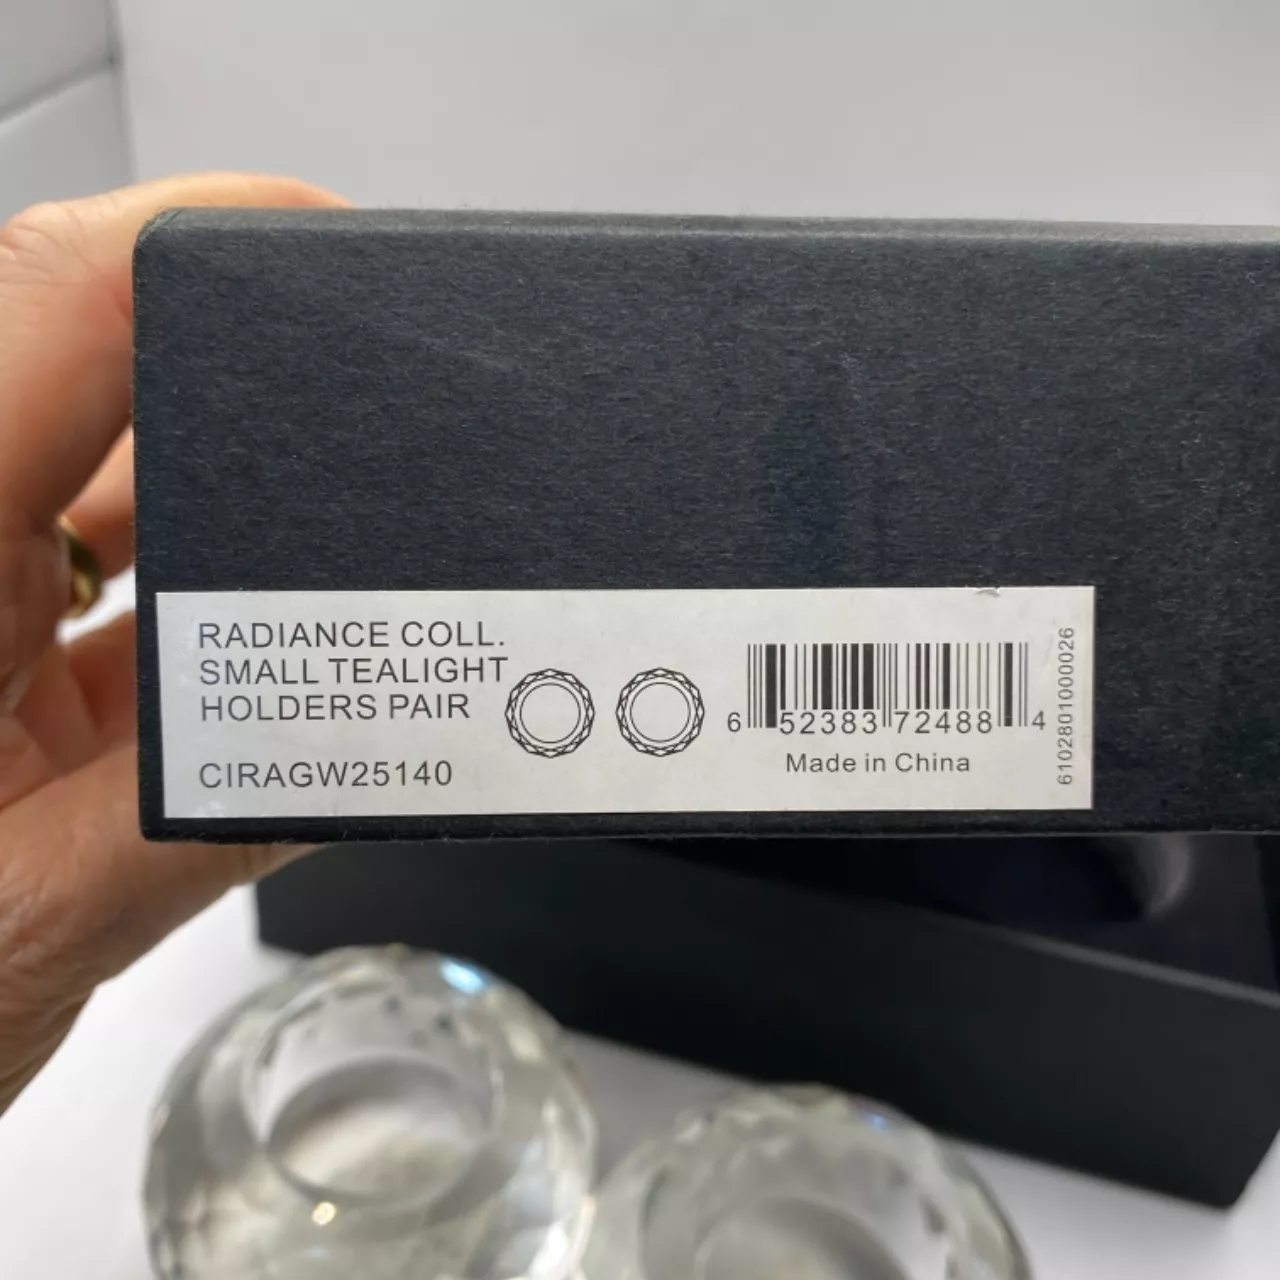 RADIANCE COLL.
SMALL TEALIGHT
HOLDERS PAIR
CIRAGW25140
6 52383 72488 4
Made in China
6102801000026